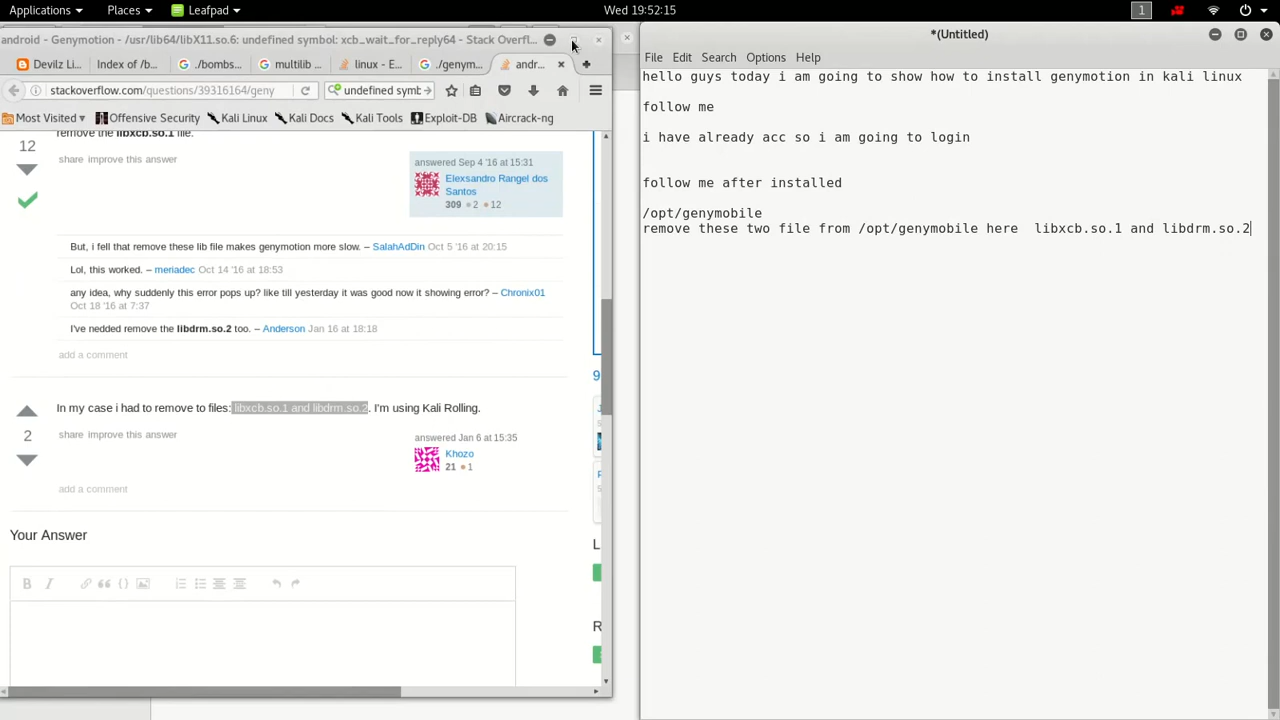 Applications
Places
Leafpad
Wed 19:52:15
1
android - Genymotion - /usr/lib64/libX11.so.6: undefined symbol: xcb_wait_for_reply64 - Stack Overfl...
Devilz Li...
Index of /b...
./bombs...
multilib ...
linux - E...
./genym...
andr...
stackoverflow.com/questions/39316164/geny
undefined symb
Most Visited
Offensive Security
Kali Linux
Kali Docs
Kali Tools
Exploit-DB
Aircrack-ng
remove the libxcb.so.1 file.
12
share improve this answer
answered Sep 4 '16 at 15:31
Elexsandro Rangel dos
Santos
309 2 12
But, i fell that remove these lib file makes genymotion more slow. – SalahAdDin Oct 5 '16 at 20:15
Lol, this worked. – meriadec Oct 14 '16 at 18:53
any idea, why suddenly this error pops up? like till yesterday it was good now it showing error? – Chronix01
Oct 18 '16 at 7:37
I've nedded remove the libdrm.so.2 too. – Anderson Jan 16 at 18:18
add a comment
9
In my case i had to remove to files: libxcb.so.1 and libdrm.so.2. I'm using Kali Rolling.
2
share improve this answer
answered Jan 6 at 15:35
Khozo
21 1
add a comment
Your Answer
B I
L
R
*(Untitled)
File Edit Search Options Help
hello guys today i am going to show how to install genymotion in kali linux
follow me
i have already acc so i am going to login
follow me after installed
/opt/genymobile
remove these two file from /opt/genymobile here  libxcb.so.1 and libdrm.so.2